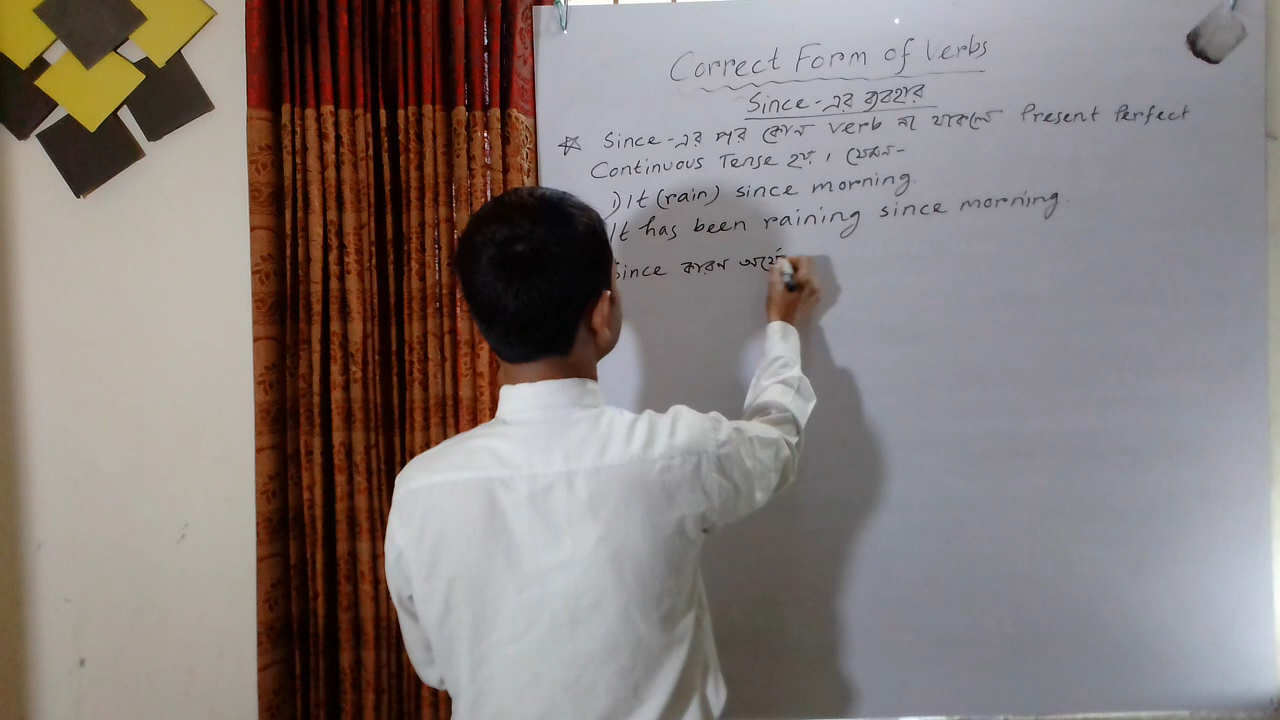 Correct Form of Verbs
Since-এর ব্যবহার
☆ Since-এর পর কোন verb না থাকলে Present Perfect
Continuous Tense হয়। যেমন-
1) It (rain) since morning.
It has been raining since morning.
Since কারণ অর্থে